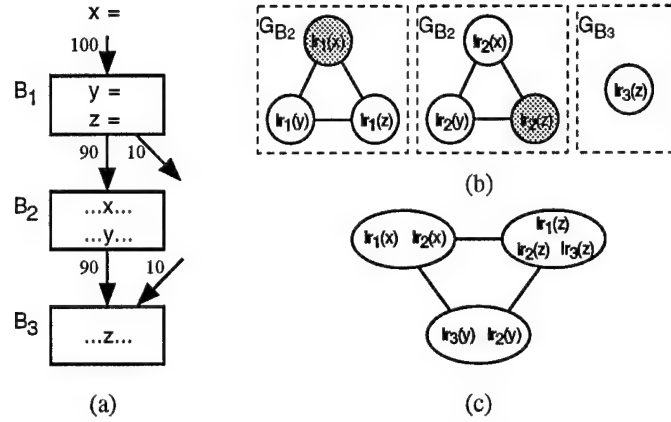 x =
100
B1
y =
z =
90
10
B2
...x...
...y...
90
10
B3
...z...
(a)
GB2
lr1(x)
lr1(y)
lr1(z)
GB2
lr2(x)
lr2(y)
lr2(z)
GB3
lr3(z)
(b)
lr1(x) lr2(x)
lr1(z)
lr2(z) lr3(z)
lr3(y) lr2(y)
(c)